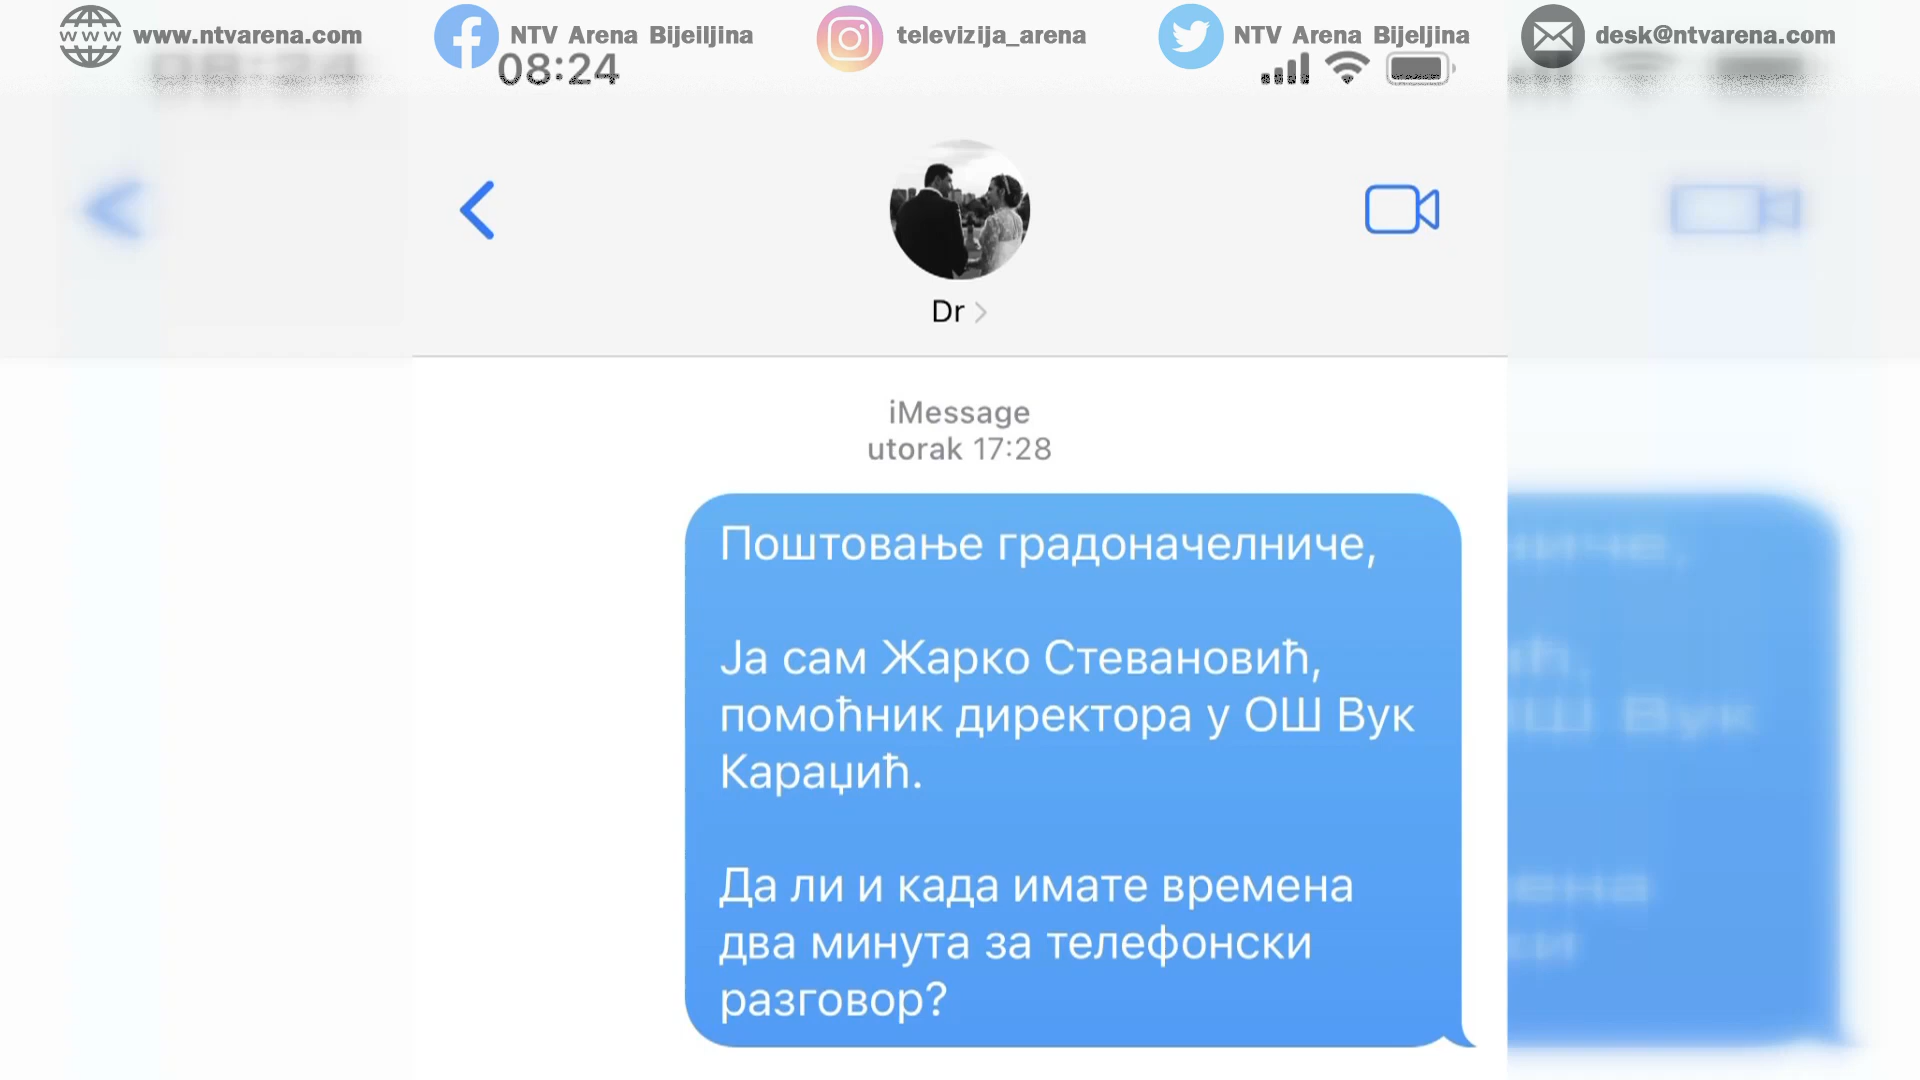 www.ntvarena.com
NTV Arena Bijeiljina
televizija_arena
NTV Arena Bijeljina
desk@ntvarena.com
08:24
Dr
iMessage
utorak 17:28
Поштовање градоначелниче,
Ја сам Жарко Стевановић,
помоћник директора у ОШ Вук
Караџић.
Да ли и када имате времена
два минута за телефонски
разговор?